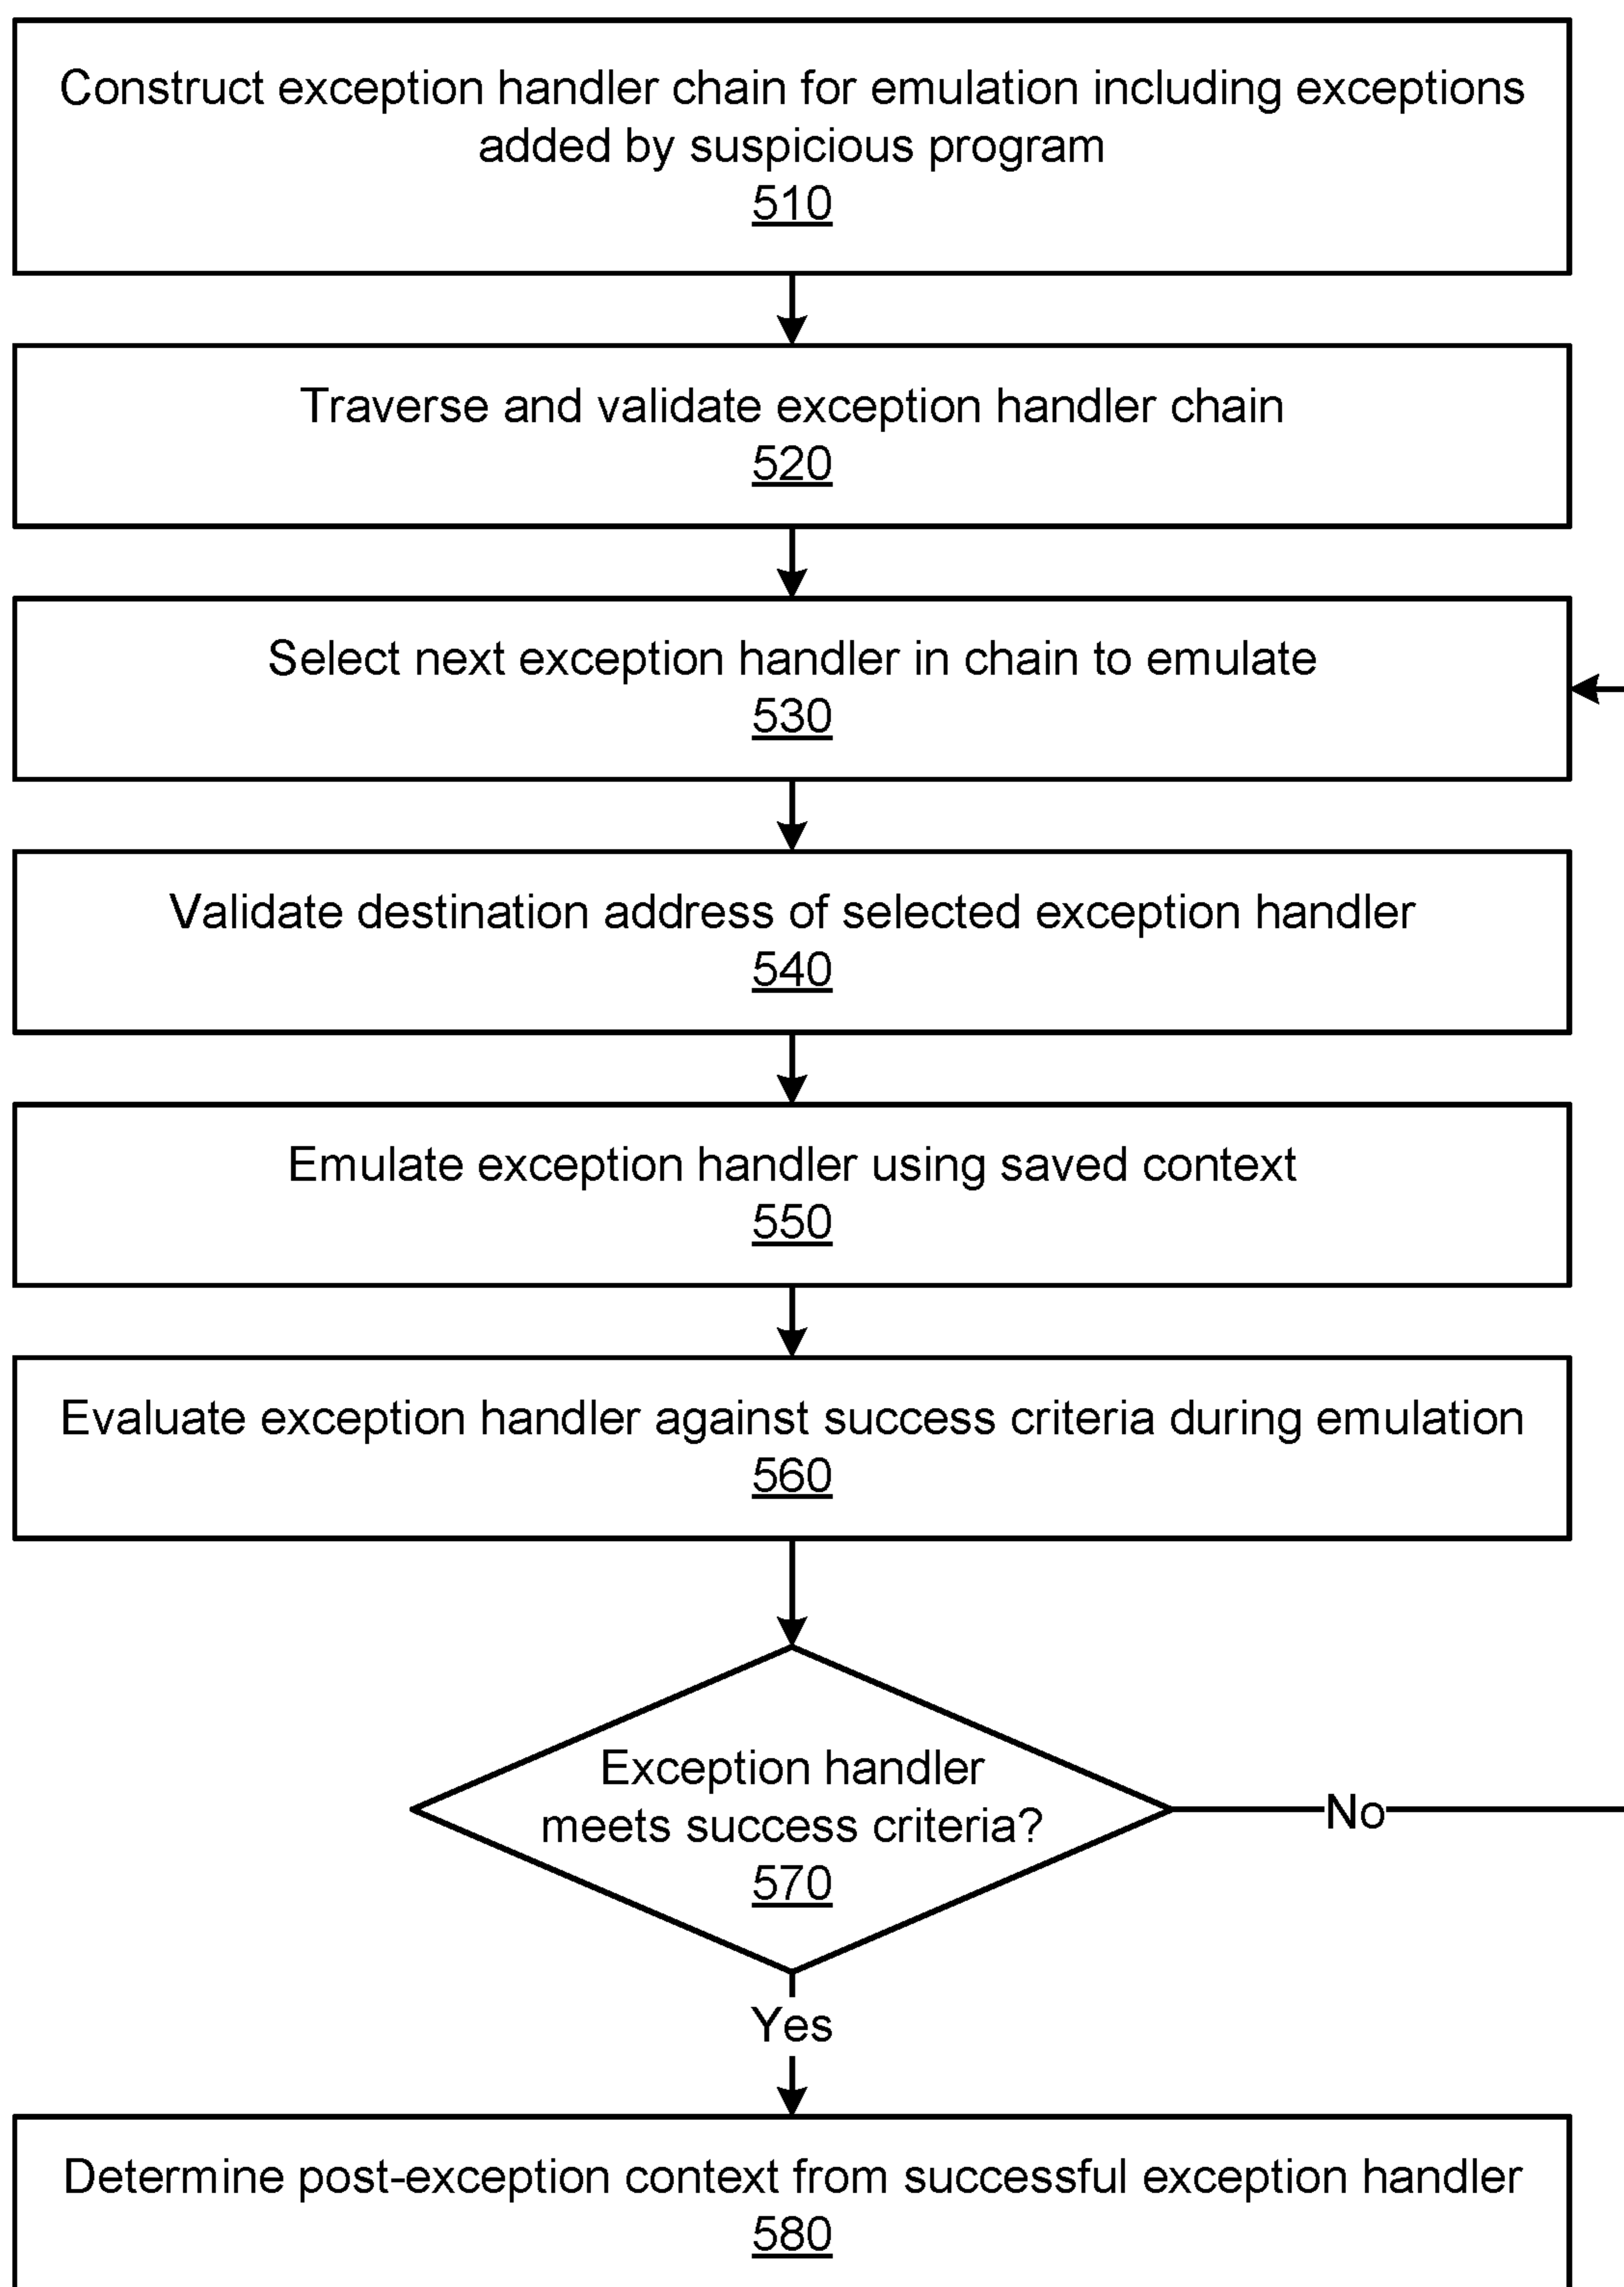 Construct exception handler chain for emulation including exceptions
added by suspicious program
510
Traverse and validate exception handler chain
520
Select next exception handler in chain to emulate
530
Validate destination address of selected exception handler
540
Emulate exception handler using saved context
550
Evaluate exception handler against success criteria during emulation
560
Exception handler
meets success criteria?
570
No
Yes
Determine post-exception context from successful exception handler
580